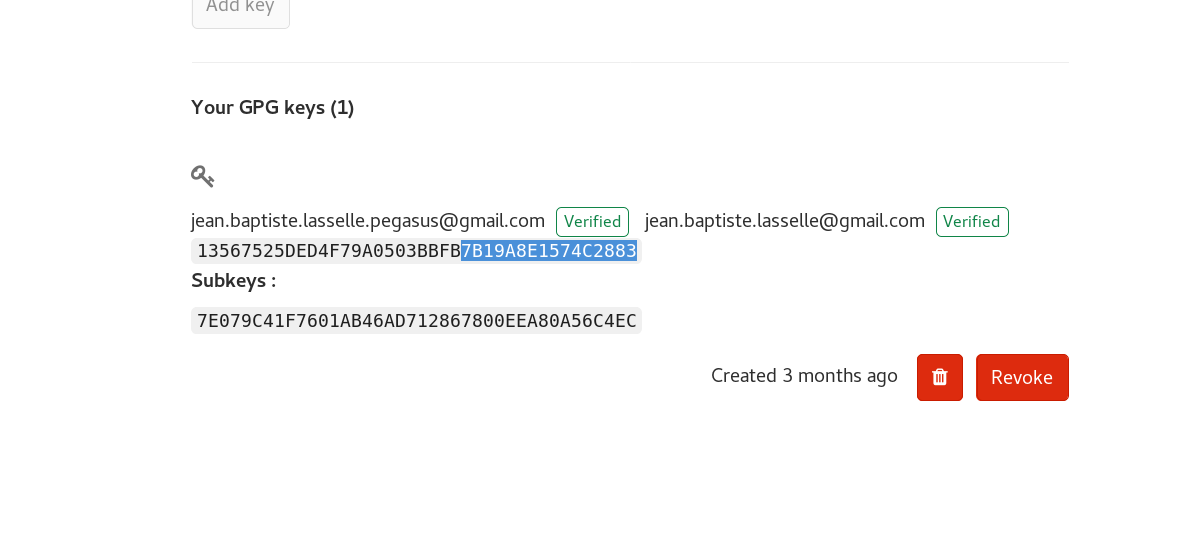 Add key
Your GPG keys (1)
jean.baptiste.lasselle.pegasus@gmail.com Verified jean.baptiste.lasselle@gmail.com Verified
13567525DED4F79A0503BBFB7B19A8E1574C2883
Subkeys :
7E079C41F7601AB46AD712867800EEA80A56C4EC
Created 3 months ago Revoke